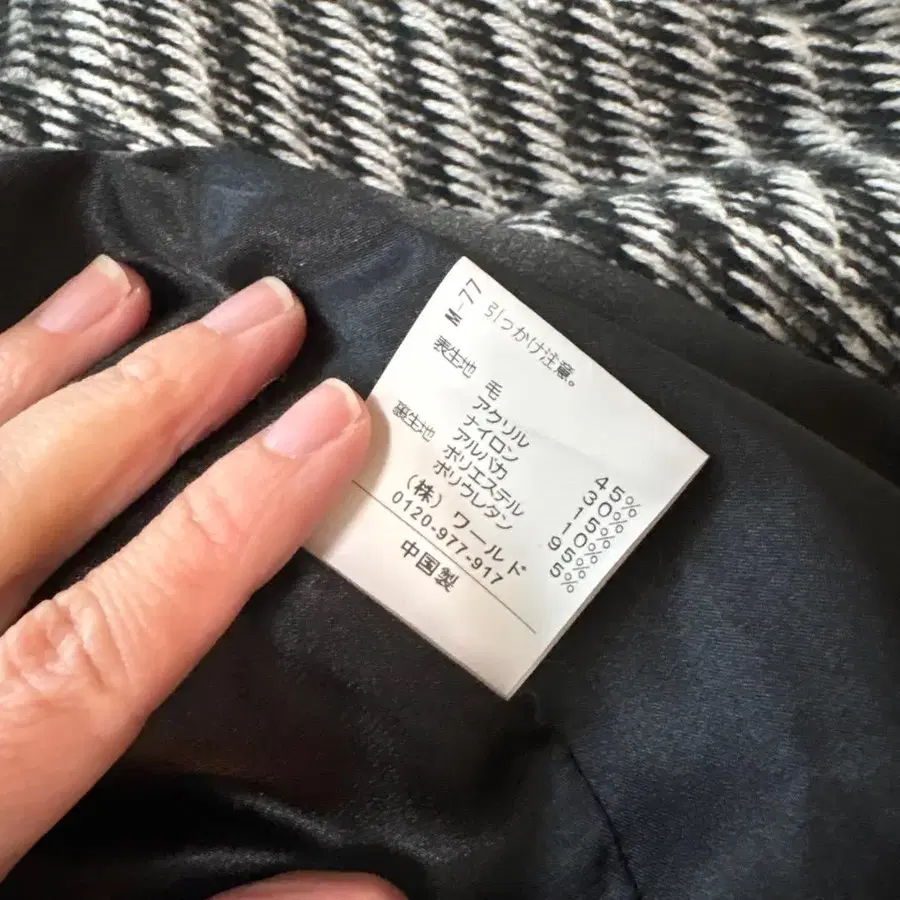 M-77 引っかけ注意。
表生地 毛 45%
アクリル 30%
ナイロン 15%
アルパカ 10%
裏生地 ポリエステル 95%
ポリウレタン 5%
(株) ワールド
0120-977-917
中国製